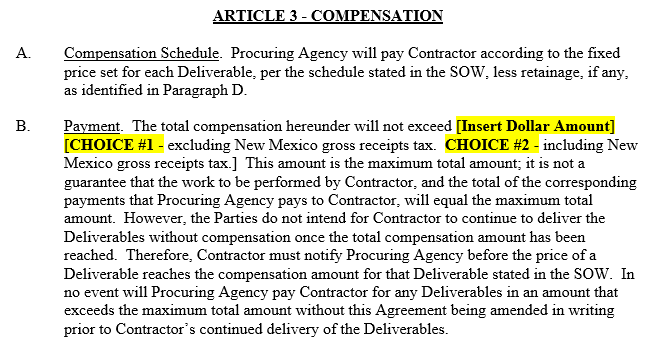 ARTICLE 3 - COMPENSATION
A. Compensation Schedule. Procuring Agency will pay Contractor according to the fixed
price set for each Deliverable, per the schedule stated in the SOW, less retainage, if any,
as identified in Paragraph D.
B. Payment. The total compensation hereunder will not exceed [Insert Dollar Amount]
[CHOICE #1 - excluding New Mexico gross receipts tax. CHOICE #2 - including New
Mexico gross receipts tax.] This amount is the maximum total amount; it is not a
guarantee that the work to be performed by Contractor, and the total of the corresponding
payments that Procuring Agency pays to Contractor, will equal the maximum total
amount. However, the Parties do not intend for Contractor to continue to deliver the
Deliverables without compensation once the total compensation amount has been
reached. Therefore, Contractor must notify Procuring Agency before the price of a
Deliverable reaches the compensation amount for that Deliverable stated in the SOW. In
no event will Procuring Agency pay Contractor for any Deliverables in an amount that
exceeds the maximum total amount without this Agreement being amended in writing
prior to Contractor's continued delivery of the Deliverables.